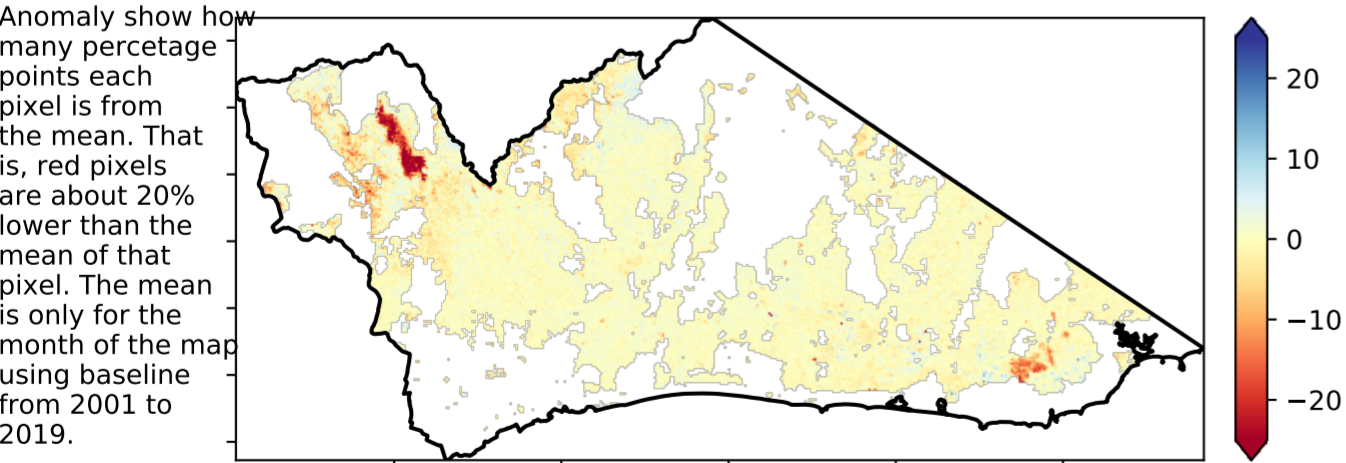 Anomaly show how
many percetage
points each
pixel is from
the mean. That
is, red pixels
are about 20%
lower than the
mean of that
pixel. The mean
is only for the
month of the map
using baseline
from 2001 to
2019.
20
10
0
−10
−20